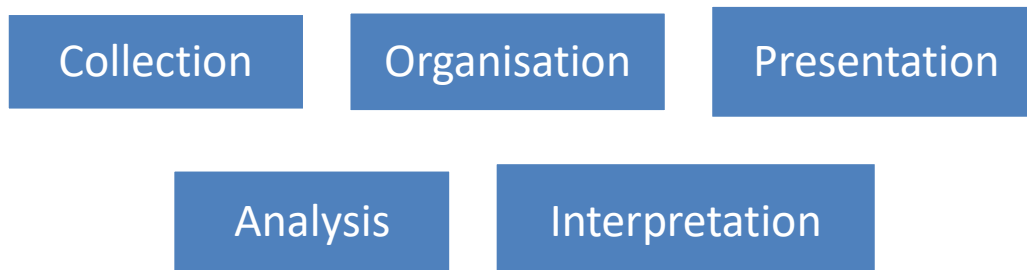 Collection
Organisation
Presentation
Analysis
Interpretation